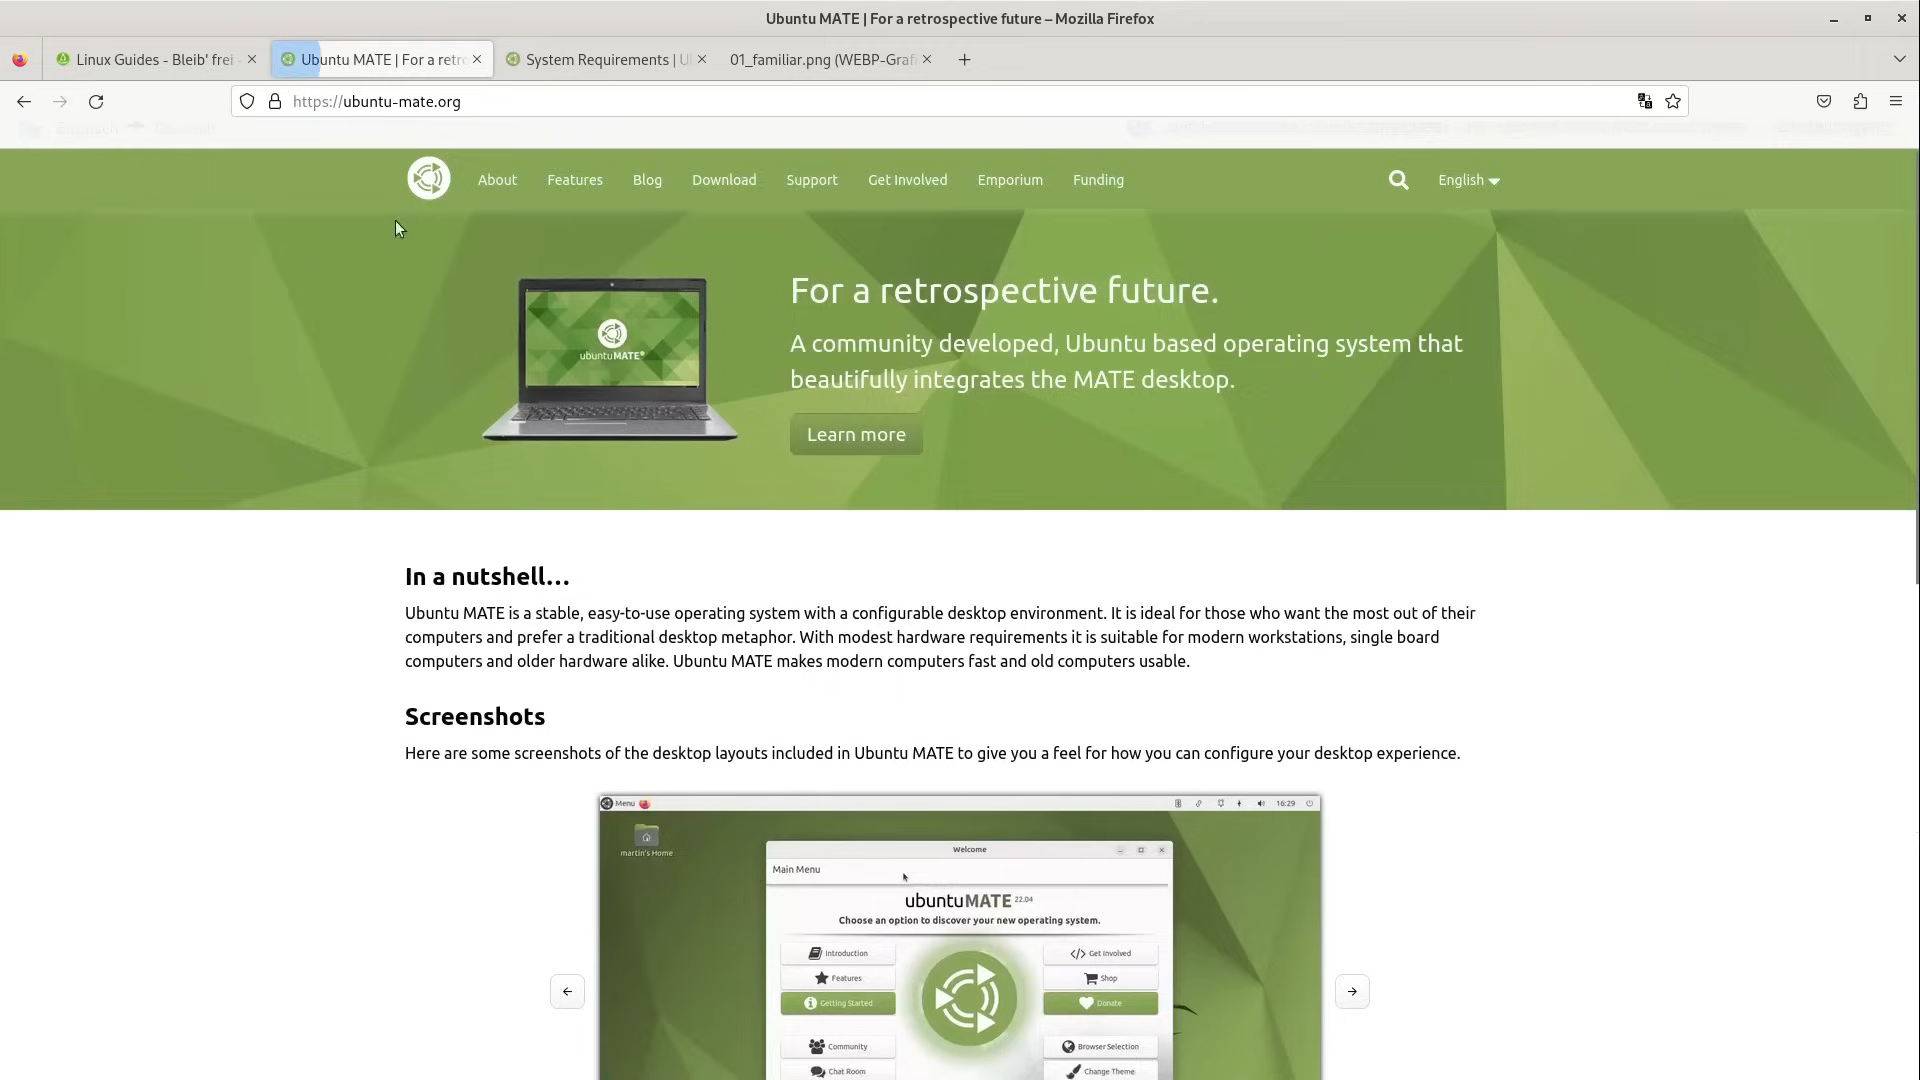 Ubuntu MATE | For a retrospective future – Mozilla Firefox
Linux Guides - Bleib' frei
Ubuntu MATE | For a retr
System Requirements | U
01_familiar.png (WEBP-Graf
https://ubuntu-mate.org
About
Features
Blog
Download
Support
Get Involved
Emporium
Funding
English
For a retrospective future.
A community developed, Ubuntu based operating system that
beautifully integrates the MATE desktop.
Learn more
ubuntuMATE
In a nutshell…
Ubuntu MATE is a stable, easy-to-use operating system with a configurable desktop environment. It is ideal for those who want the most out of their
computers and prefer a traditional desktop metaphor. With modest hardware requirements it is suitable for modern workstations, single board
computers and older hardware alike. Ubuntu MATE makes modern computers fast and old computers usable.
Screenshots
Here are some screenshots of the desktop layouts included in Ubuntu MATE to give you a feel for how you can configure your desktop experience.
Menu
16:29
martin's Home
Welcome
Main Menu
ubuntuMATE 22.04
Choose an option to discover your new operating system.
Introduction
Get Involved
Features
Shop
Getting Started
Donate
Community
Browser Selection
Chat Room
Change Theme